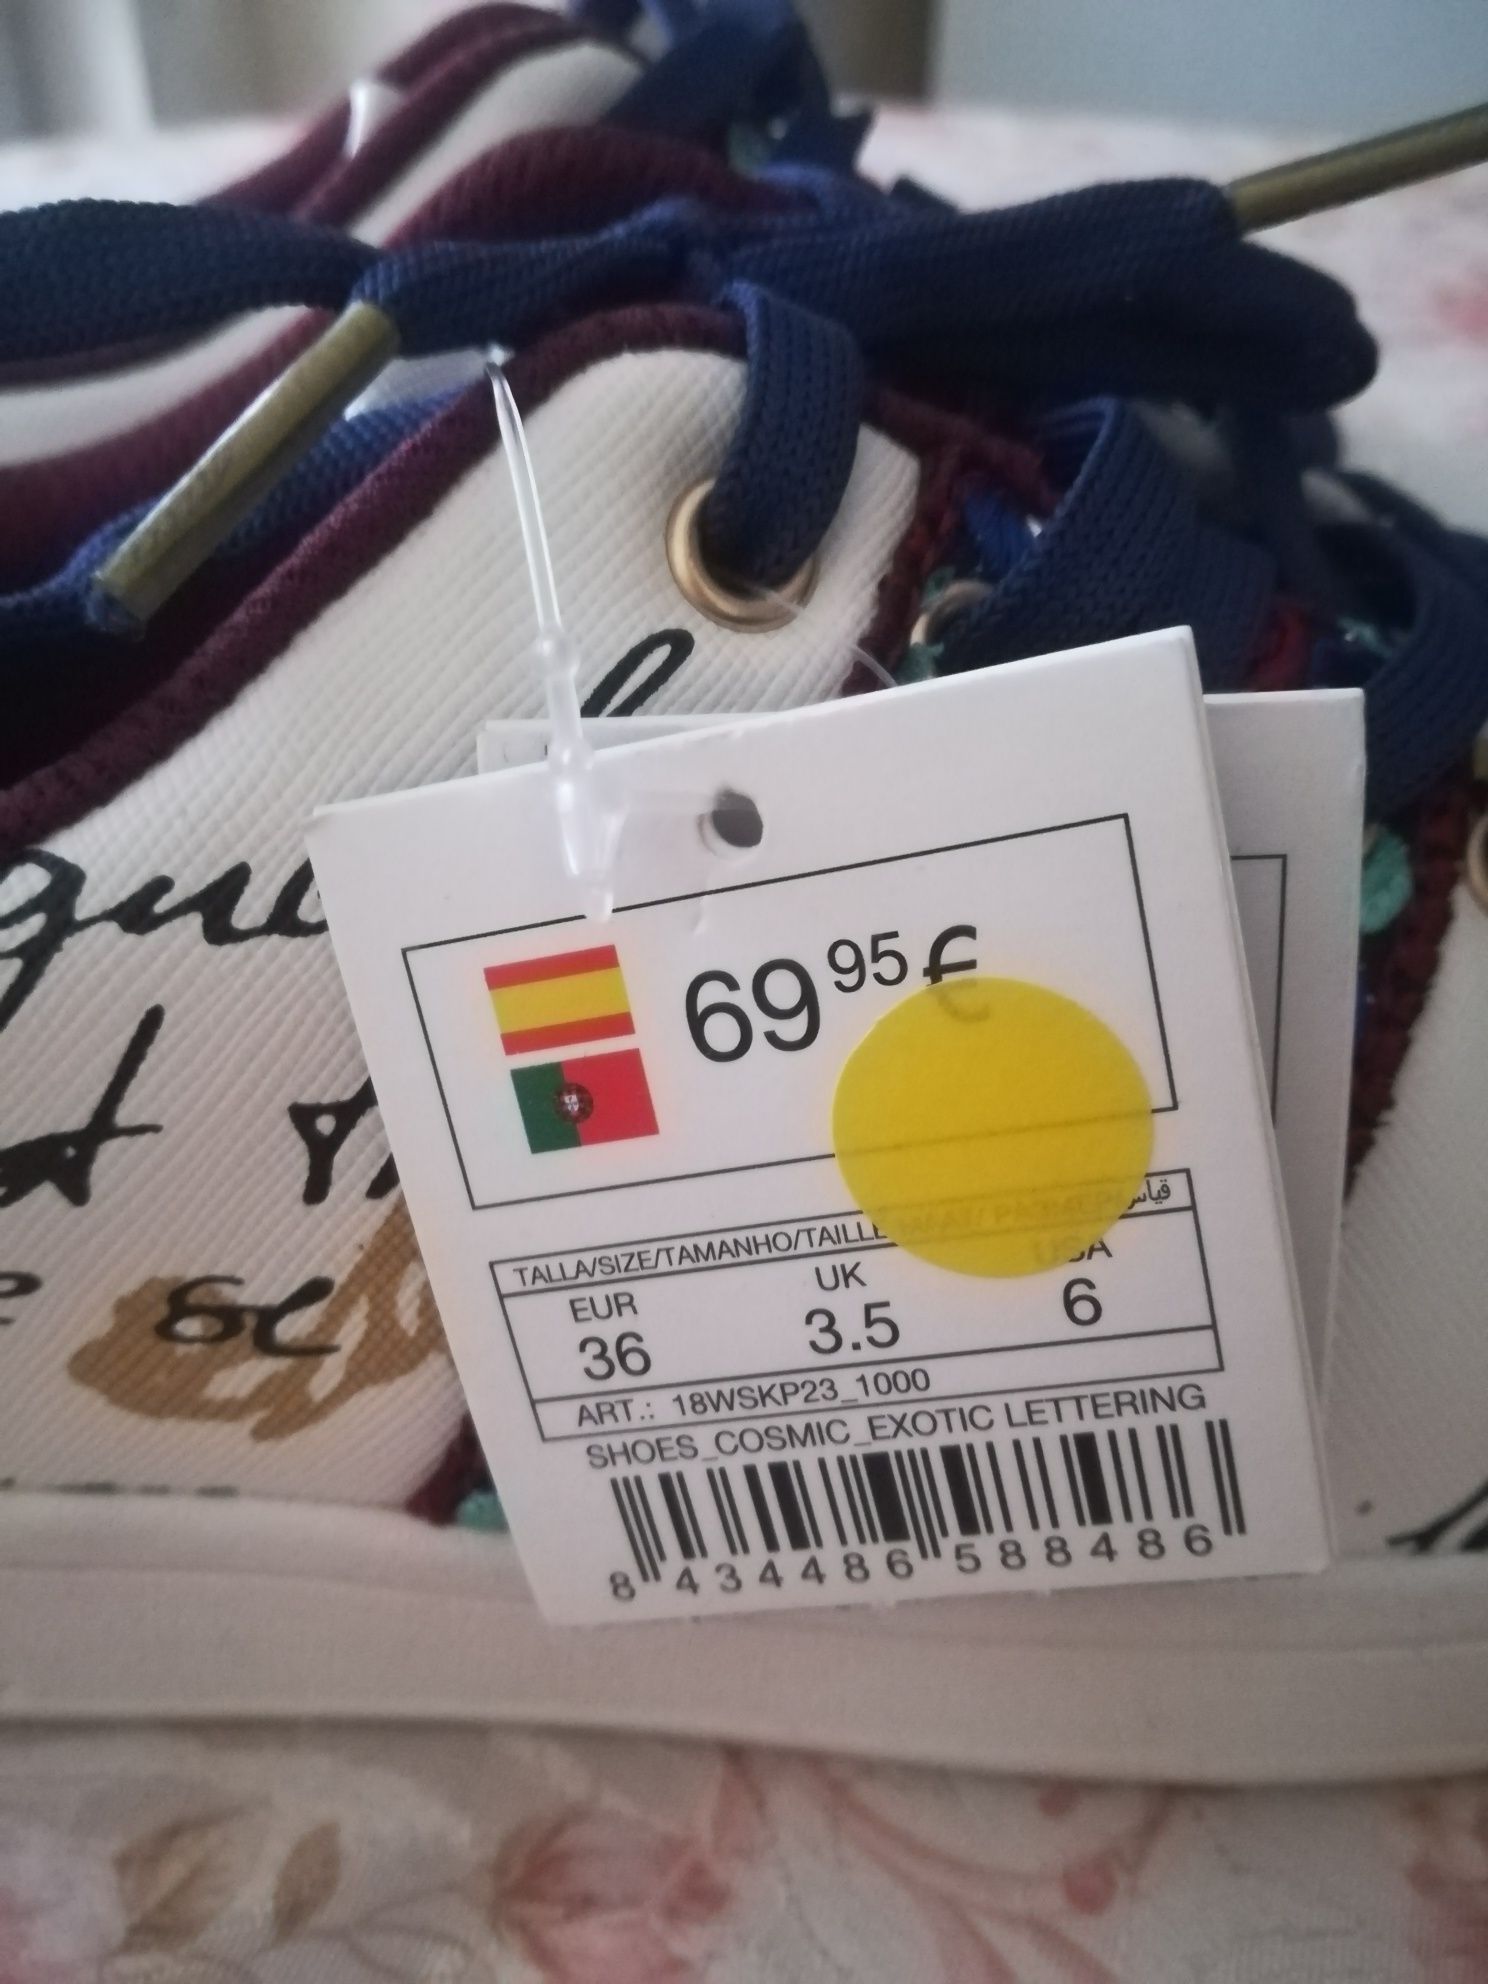 69 95 €
TALLA/SIZE/TAMANHO/TAILLE قياس
EUR UK USA
36 3.5 6
ART.: 18WSKP23_1000
SHOES_COSMIC_EXOTIC LETTERING
8 434486 588486